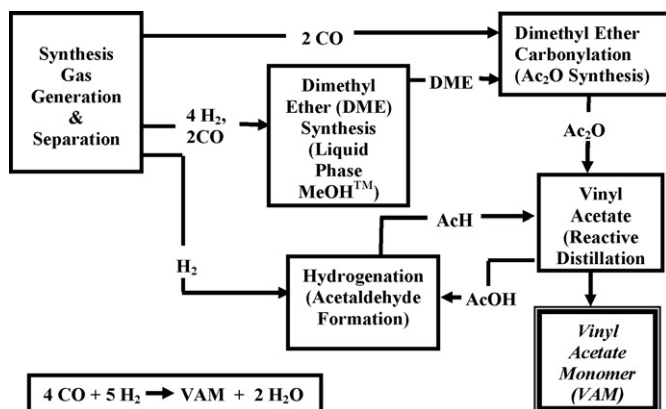 Synthesis
Gas
Generation
&
Separation
2 CO
Dimethyl Ether
Carbonylation
(Ac₂O Synthesis)
4 H₂,
2CO
Dimethyl
Ether (DME)
Synthesis
(Liquid
Phase
MeOH™)
DME
Ac₂O
Vinyl
Acetate
(Reactive
Distillation
AcH
H₂
Hydrogenation
(Acetaldehyde
Formation)
AcOH
Vinyl
Acetate
Monomer
(VAM)
4 CO + 5 H₂ → VAM + 2 H₂O